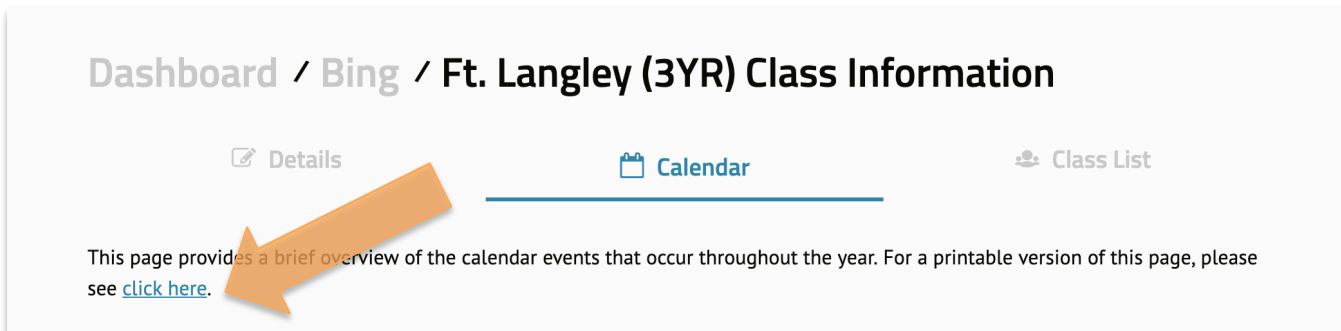 Dashboard / Bing / Ft. Langley (3YR) Class Information
Details Calendar Class List
This page provides a brief overview of the calendar events that occur throughout the year. For a printable version of this page, please
see click here.